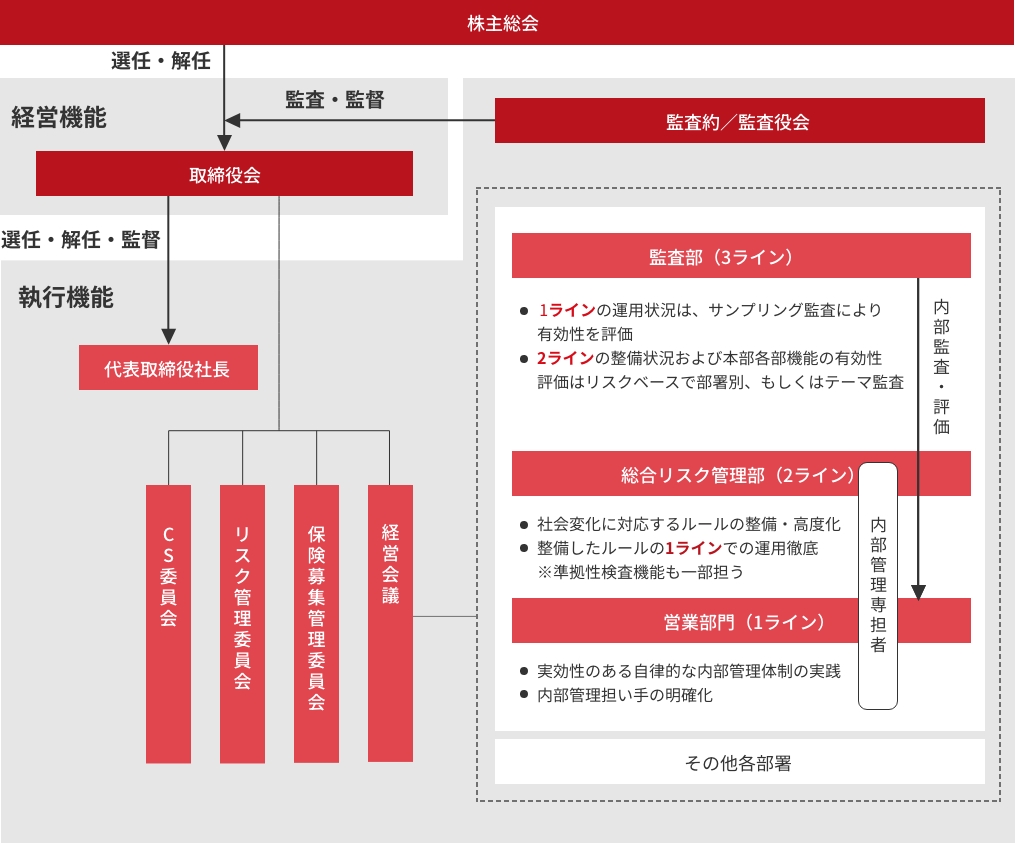 株主総会
選任・解任
監査・監督
経営機能
監査約／監査役会
取締役会
選任・解任・監督
執行機能
代表取締役社長
CS委員会
リスク管理委員会
保険募集管理委員会
経営会議
監査部（3ライン）
● 1ラインの運用状況は、サンプリング監査により
有効性を評価
● 2ラインの整備状況および本部各部機能の有効性
評価はリスクベースで部署別、もしくはテーマ監査
内部監査・評価
総合リスク管理部（2ライン）
● 社会変化に対応するルールの整備・高度化
● 整備したルールの1ラインでの運用徹底
※準拠性検査機能も一部担う
内部管理専担者
営業部門（1ライン）
● 実効性のある自律的な内部管理体制の実践
● 内部管理担い手の明確化
その他各部署